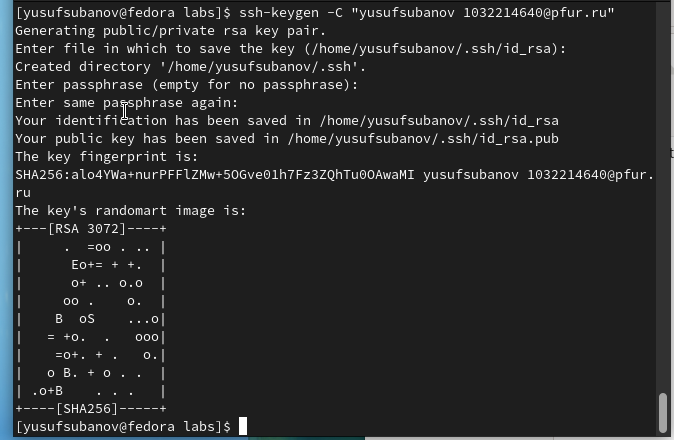 [yusufsubanov@fedora labs]$ ssh-keygen -C "yusufsubanov 1032214640@pfur.ru"
Generating public/private rsa key pair.
Enter file in which to save the key (/home/yusufsubanov/.ssh/id_rsa):
Created directory '/home/yusufsubanov/.ssh'.
Enter passphrase (empty for no passphrase):
Enter same passphrase again:
Your identification has been saved in /home/yusufsubanov/.ssh/id_rsa
Your public key has been saved in /home/yusufsubanov/.ssh/id_rsa.pub
The key fingerprint is:
SHA256:alo4YWa+nurPFFlZMw+5OGve01h7Fz3ZQhTu0OAwaMI yusufsubanov 1032214640@pfur.
ru
The key's randomart image is:
+---[RSA 3072]----+
|     .  =oo . .. |
|      Eo+= + +.  |
|      o+ .. o.o  |
|     oo .    o.  |
|    B  oS    ...o|
|   = +o.  .   ooo|
|    =o+. + .   o.|
|   o B. + o . .  |
| .o+B    . . .   |
+----[SHA256]-----+
[yusufsubanov@fedora labs]$